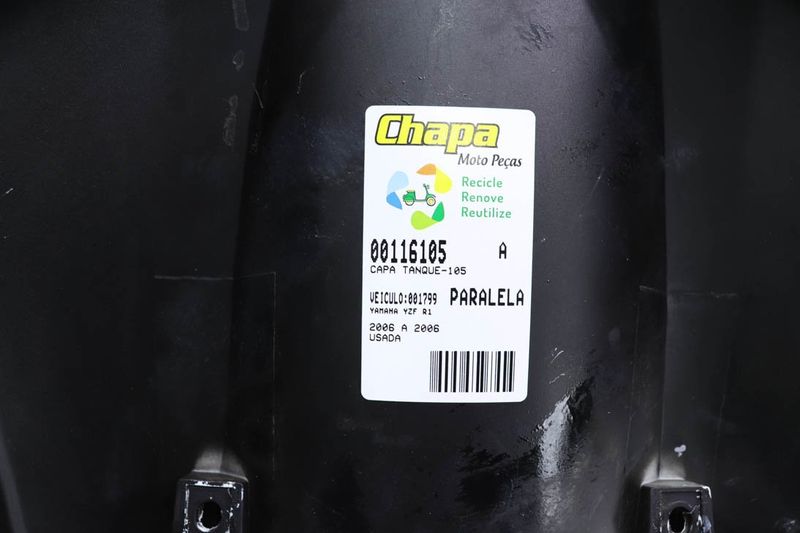 Chapa
Moto Peças
Recicle
Renove
Reutilize
00116105 A
CAPA TANQUE-105
VEICULO:001799 PARALELA
YAMAHA YZF R1
2006 A 2006
USADA